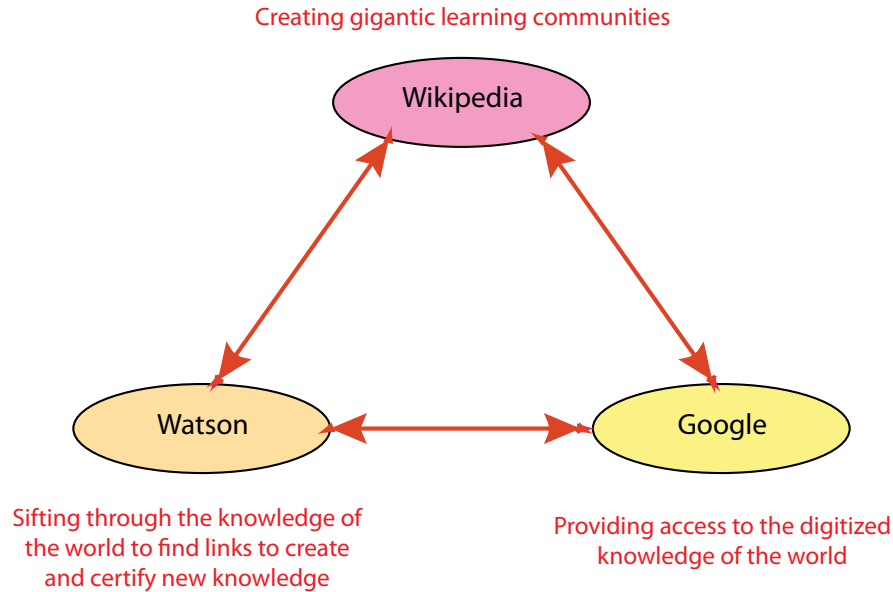 Creating gigantic learning communities
Wikipedia
Watson
Google
Sifting through the knowledge of
the world to find links to create
and certify new knowledge
Providing access to the digitized
knowledge of the world